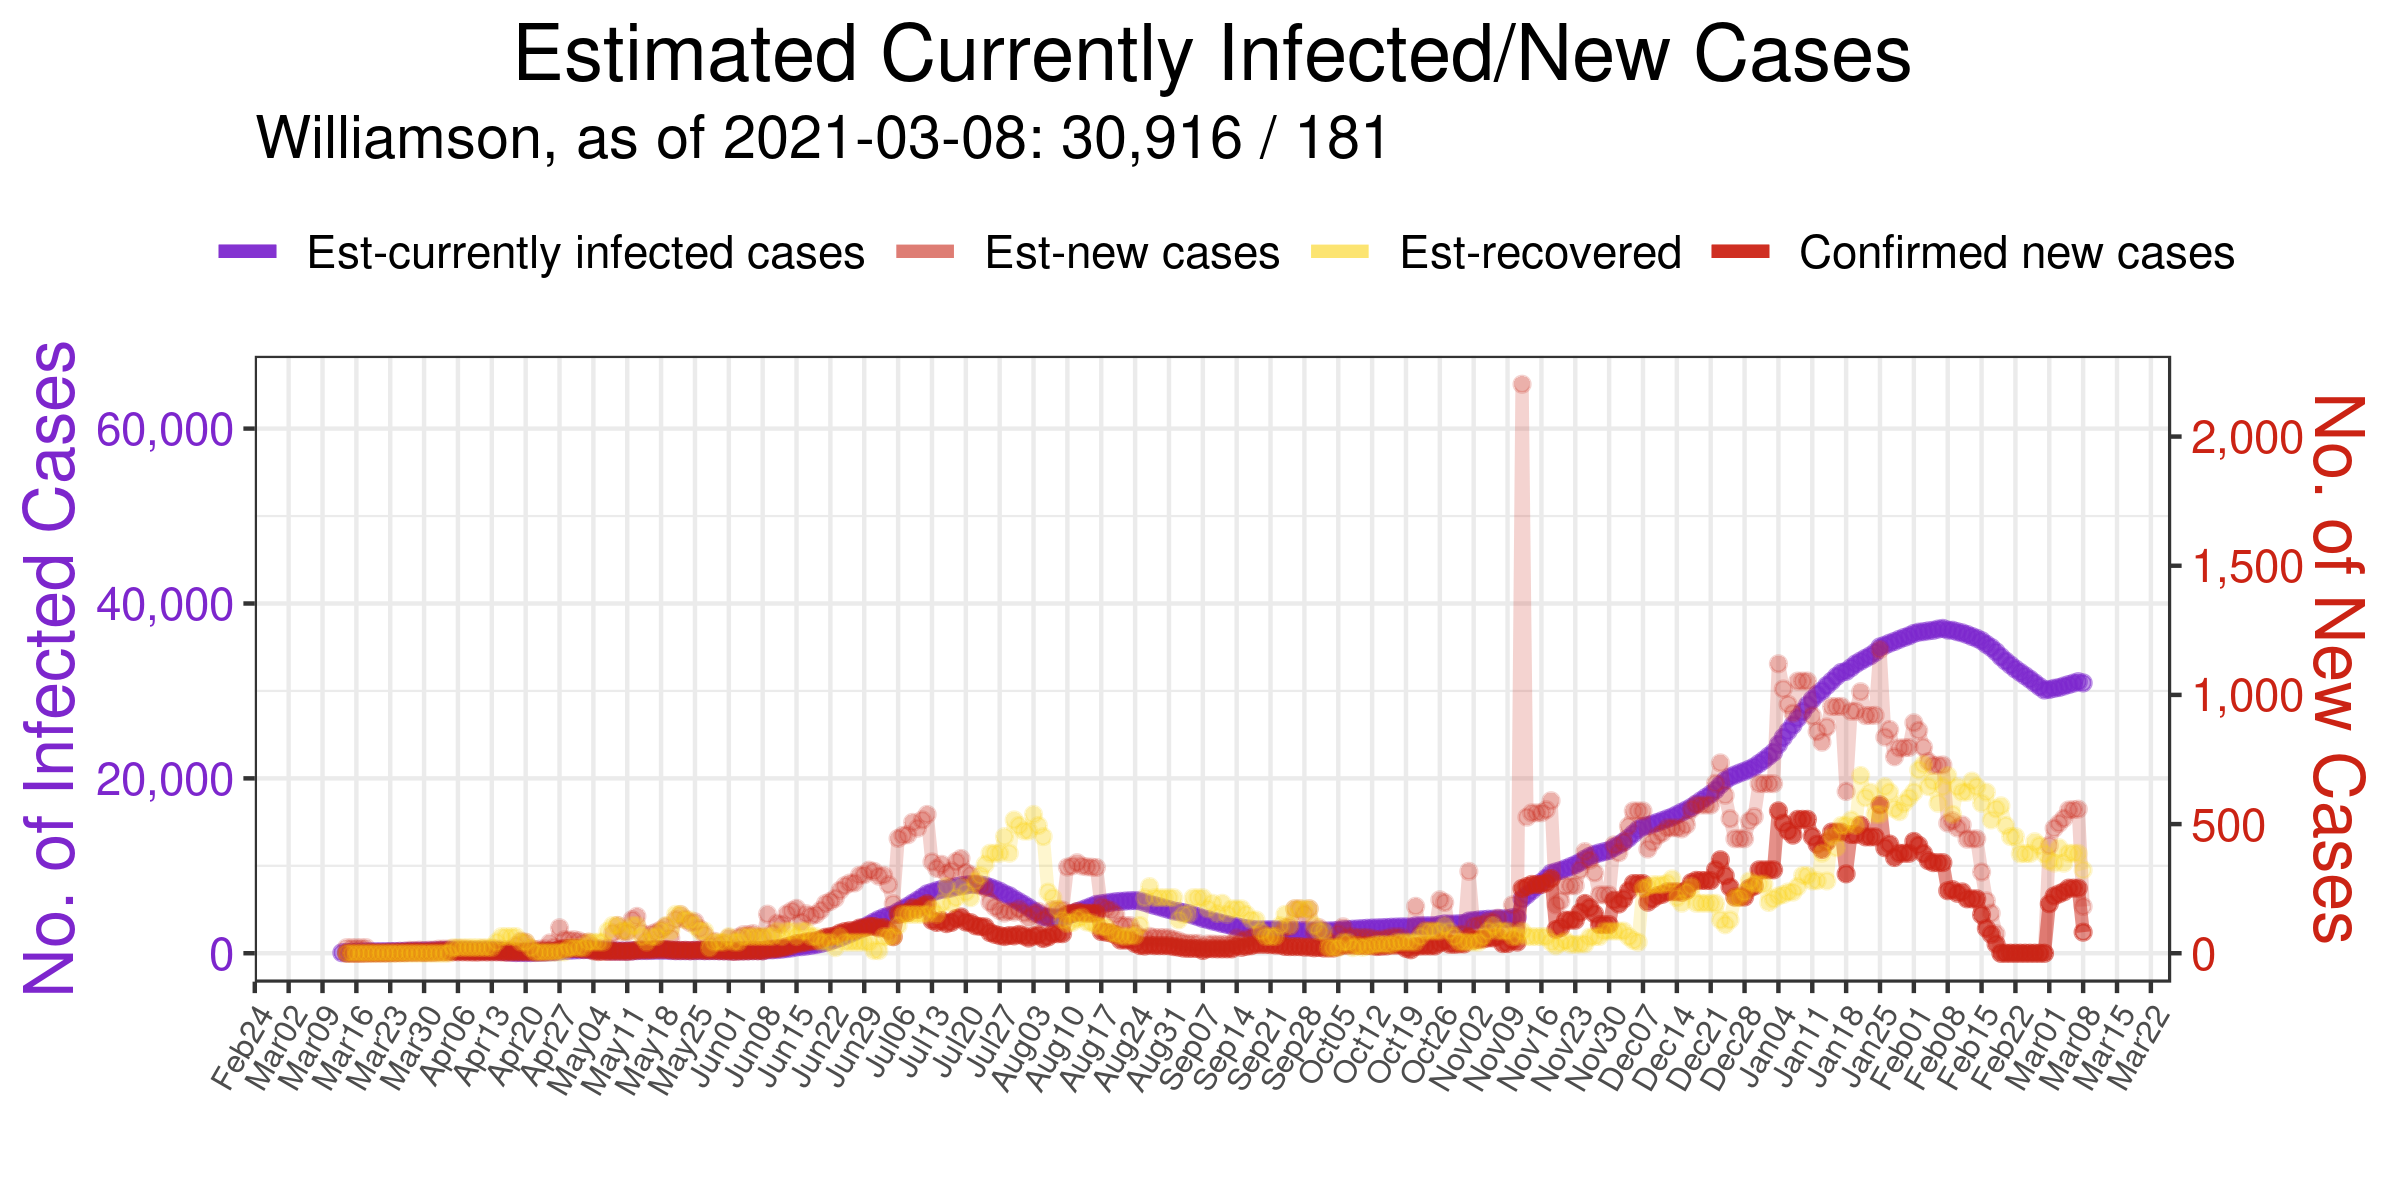 Estimated Currently Infected/New Cases
Williamson, as of 2021-03-08: 30,916 / 181
Est-currently infected cases Est-new cases Est-recovered Confirmed new cases
No. of Infected Cases
60,000
40,000
20,000
0
2,000
1,500
1,000
500
0
No. of New Cases
Feb24 Mar02 Mar09 Mar16 Mar23 Mar30 Apr06 Apr13 Apr20 Apr27 May04 May11 May18 May25 Jun01 Jun08 Jun15 Jun22 Jun29 Jul06 Jul13 Jul20 Jul27 Aug03 Aug10 Aug17 Aug24 Aug31 Sep07 Sep14 Sep21 Sep28 Oct05 Oct12 Oct19 Oct26 Nov02 Nov09 Nov16 Nov23 Nov30 Dec07 Dec14 Dec21 Dec28 Jan04 Jan11 Jan18 Jan25 Feb01 Feb08 Feb15 Feb22 Mar01 Mar08 Mar15 Mar22